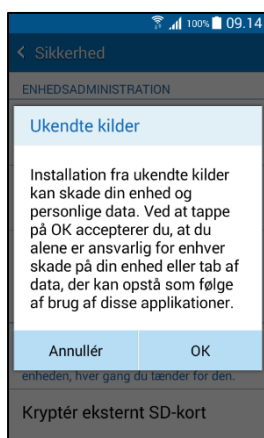 100% 09.14
Sikkerhed
ENHEDSADMINISTRATION
Ukendte kilder
Installation fra ukendte kilder
kan skade din enhed og
personlige data. Ved at tappe
på OK accepterer du, at du
alene er ansvarlig for enhver
skade på din enhed eller tab af
data, der kan opstå som følge
af brug af disse applikationer.
Annullér OK
enheden, hver gang du tænder for den.
Kryptér eksternt SD-kort